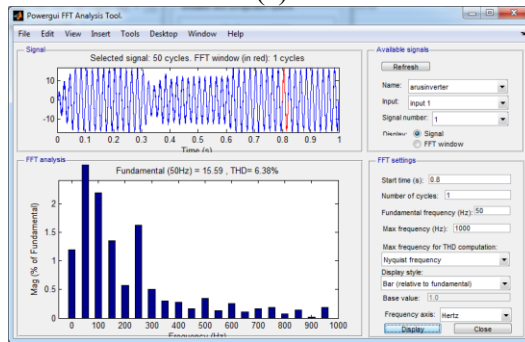 Powergui FFT Analysis Tool.
File Edit View Insert Tools Desktop Window Help
Signal
Selected signal: 50 cycles. FFT window (in red): 1 cycles
10
0
-10
0 0.1 0.2 0.3 0.4 0.5 0.6 0.7 0.8 0.9 1
Time (s)
FFT analysis
Fundamental (50Hz) = 15.59 , THD= 6.38%
Mag (% of Fundamental)
2
1.5
1
0.5
0
0 100 200 300 400 500 600 700 800 900 1000
Frequency (Hz)
Available signals
Refresh
Name: arusinverter
Input: input 1
Signal number: 1
Display: Signal
FFT window
FFT settings
Start time (s): 0.8
Number of cycles: 1
Fundamental frequency (Hz): 50
Max frequency (Hz): 1000
Max frequency for THD computation:
Nyquist frequency
Display style:
Bar (relative to fundamental)
Base value: 1.0
Frequency axis: Hertz
Display Close